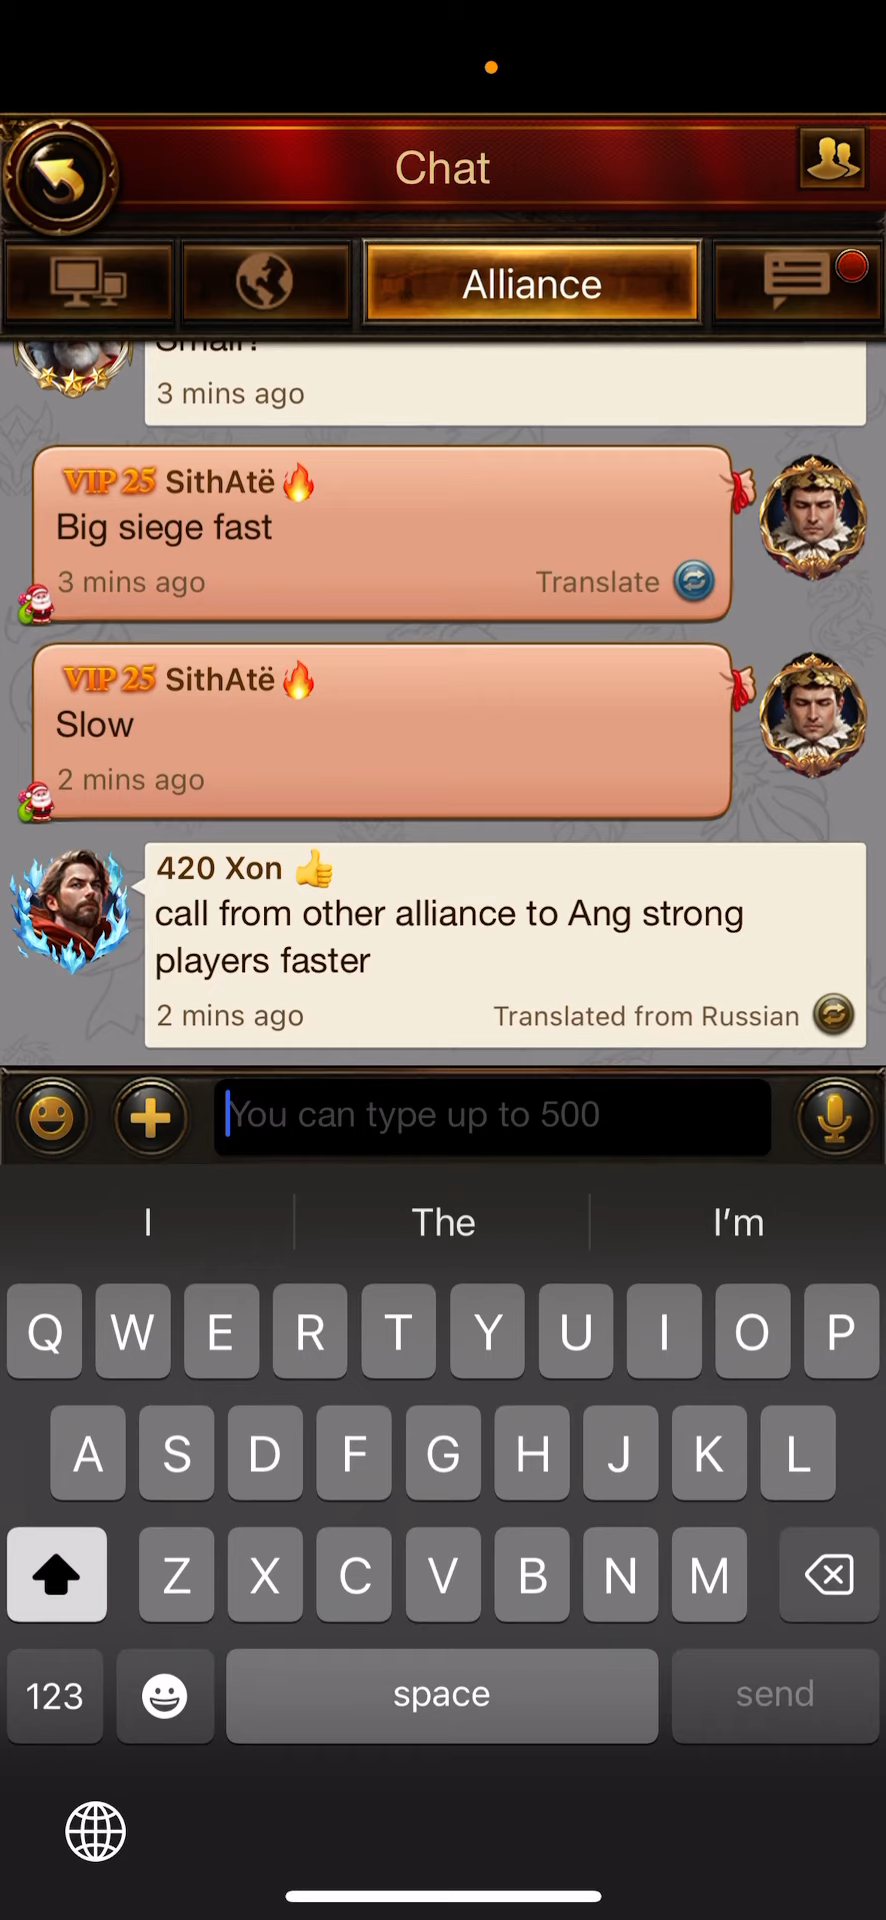 Chat
Alliance
Small?
3 mins ago
VIP 25 SithAtë🔥
Big siege fast
3 mins ago Translate
VIP 25 SithAtë🔥
Slow
2 mins ago
420 Xon 👍
call from other alliance to Ang strong
players faster
2 mins ago Translated from Russian
You can type up to 500
I The I’m
Q W E R T Y U I O P
A S D F G H J K L
Z X C V B N M
123 space send